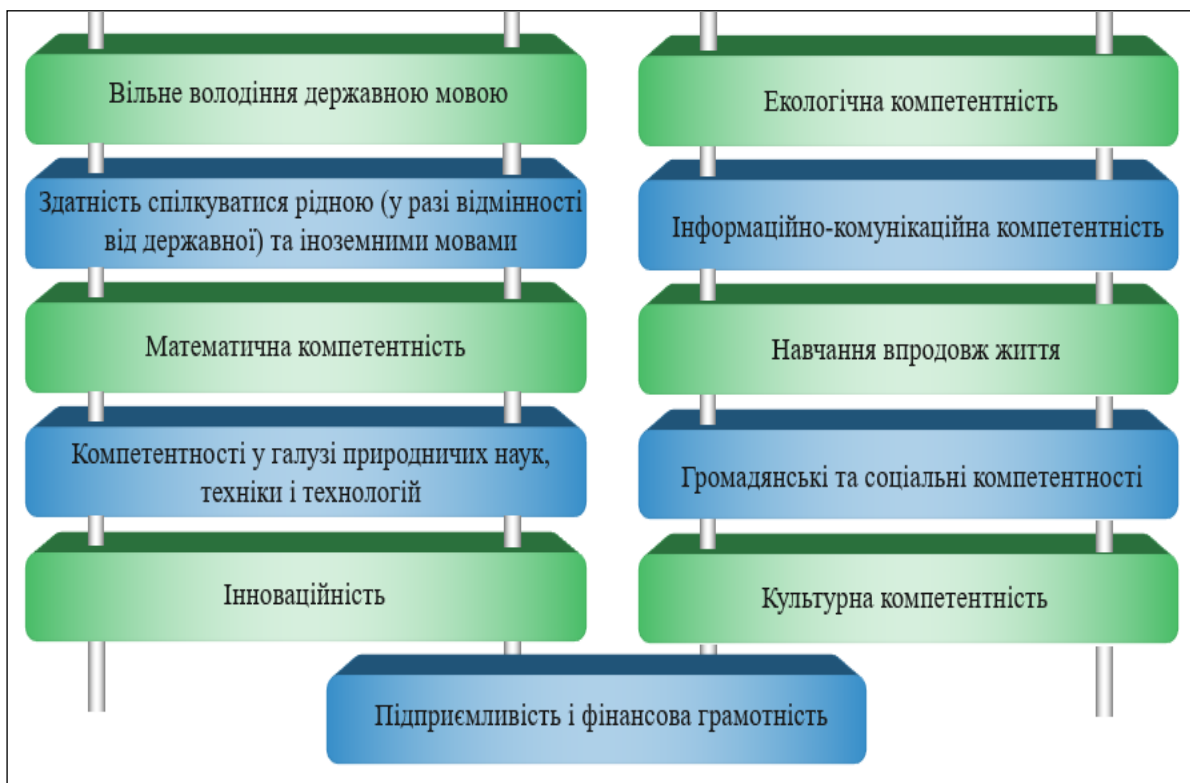 Вільне володіння державною мовою
Здатність спілкуватися рідною (у разі відмінності
від державної) та іноземними мовами
Математична компетентність
Компетентності у галузі природничих наук,
техніки і технологій
Інноваційність
Екологічна компетентність
Інформаційно-комунікаційна компетентність
Навчання впродовж життя
Громадянські та соціальні компетентності
Культурна компетентність
Підприємливість і фінансова грамотність